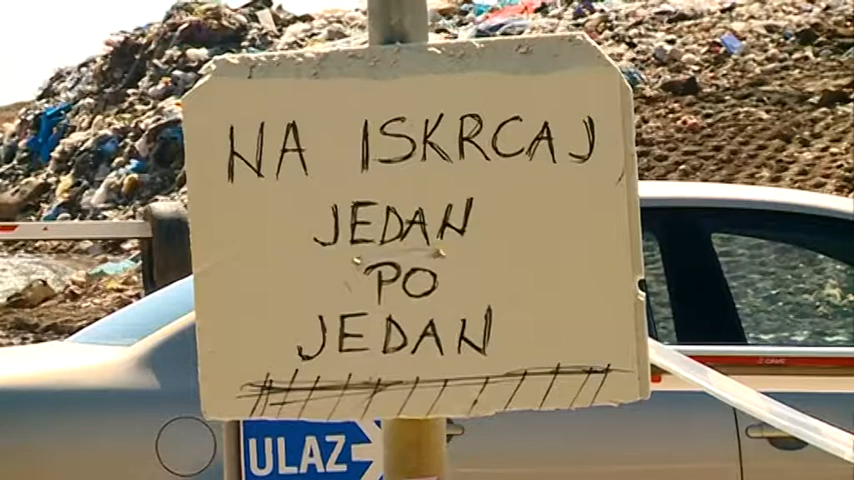 NA ISKRCAJ
JEDAN
PO
JEDAN
ULAZ